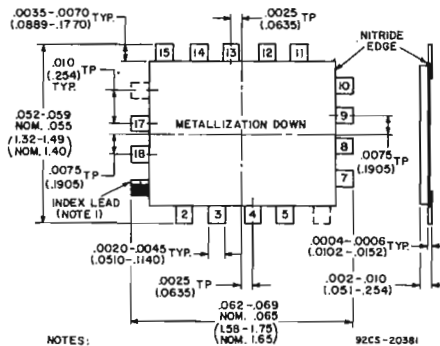 .0035-.0070 TYP.
(.0889-.1770)
.0025 TP
(.0635)
NITRIDE
EDGE
15
14
13
12
11
.010 TP
(.254)
TYP.
10
.052-.059
NOM. .055
(1.32-1.49)
(NOM. 1.40)
17
METALLIZATION DOWN
9
18
8
.0075 TP
(.1905)
.0075 TP
(.1905)
7
INDEX LEAD
(NOTE 1)
2
3
4
5
.0020-.0045 TYP.
(.0510-.1140)
.0004-.0006 TYP.
(.0102-.0152)
.0025 TP
(.0635)
.002-.010
(.051-.254)
.062-.069
NOM. .065
(1.58-1.75)
(NOM. 1.65)
NOTES:
92CS-20381